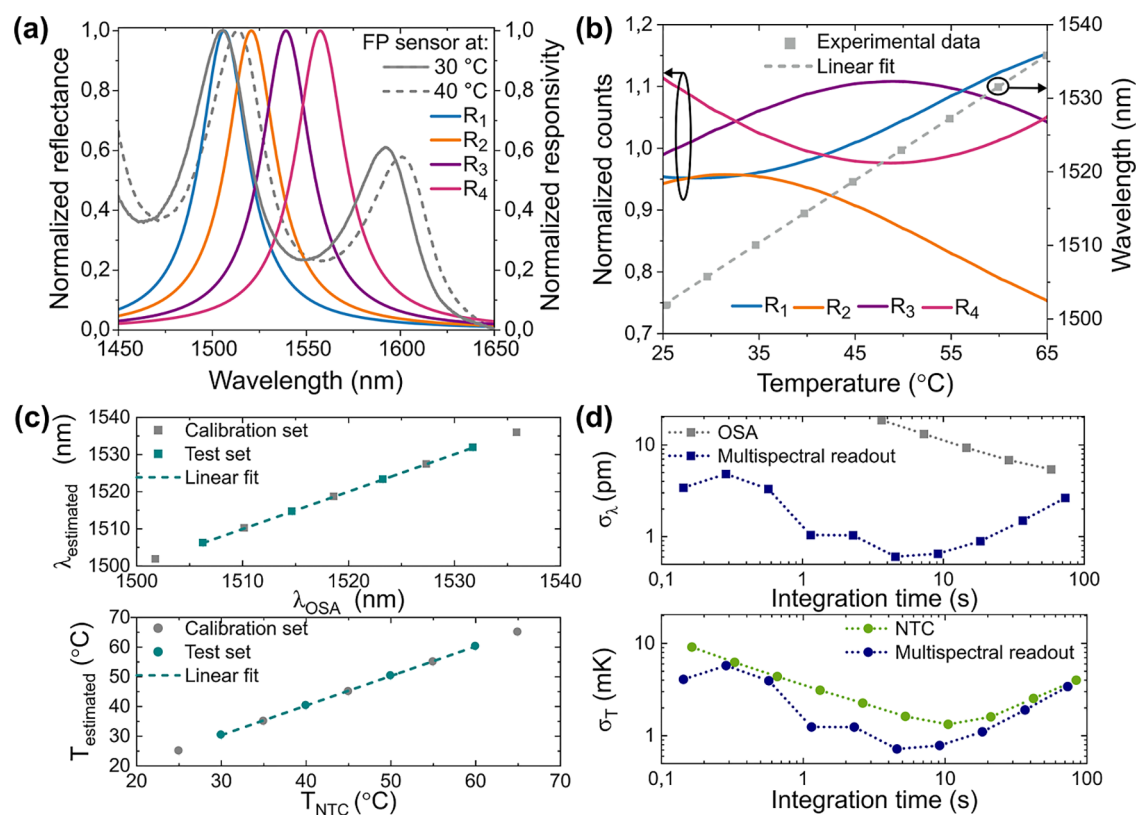 (a)
Normalized reflectance
1,0
0,8
0,6
0,4
0,2
0,0
FP sensor at:
30 °C
40 °C
R1
R2
R3
R4
1,0
0,8
0,6
0,4
0,2
0,0
Normalized responsivity
1450 1500 1550 1600 1650
Wavelength (nm)
(b)
Normalized counts
1,2
1,1
1,0
0,9
0,8
0,7
Experimental data
Linear fit
R1 R2 R3 R4
1540
1530
1520
1510
1500
Wavelength (nm)
25 35 45 55 65
Temperature (°C)
(c)
λestimated (nm)
1540
1530
1520
1510
1500
Calibration set
Test set
Linear fit
1500 1510 1520 1530 1540
λOSA (nm)
Testimated (°C)
70
60
50
40
30
20
Calibration set
Test set
Linear fit
20 30 40 50 60 70
TNTC (°C)
(d)
σλ (pm)
10
1
OSA
Multispectral readout
0,1 1 10 100
Integration time (s)
σT (mK)
10
1
NTC
Multispectral readout
0,1 1 10 100
Integration time (s)